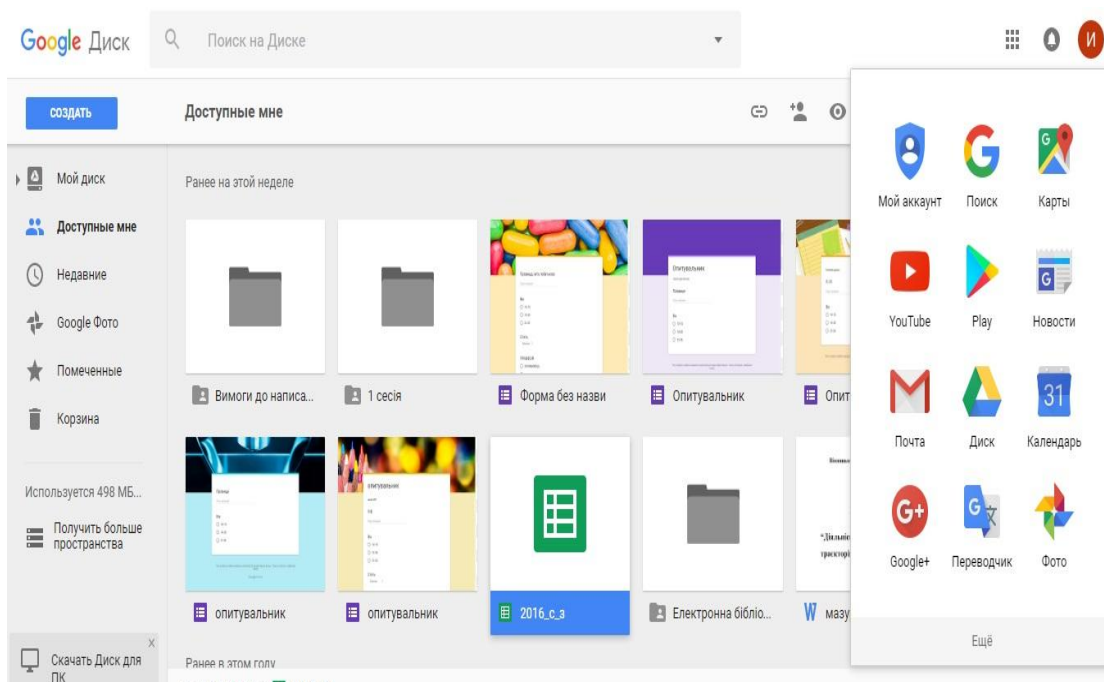 Google Диск
Поиск на Диске
И
СОЗДАТЬ
Доступные мне
Мой диск
Доступные мне
Недавние
Google Фото
Помеченные
Корзина
Используется 498 МБ...
Получить больше
пространства
Скачать Диск для
ПК
Ранее на этой неделе
Вимоги до написа...
1 сесія
Форма без назви
Опитувальник
Опит
опитувальник
опитувальник
2016_с_з
Електронна бібліо...
мазу
Ранее в этом году
Опитувальник
опитувальник
Мой аккаунт
Поиск
Карты
YouTube
Play
Новости
Почта
Диск
31
Календарь
Google+
Переводчик
Фото
Ещё